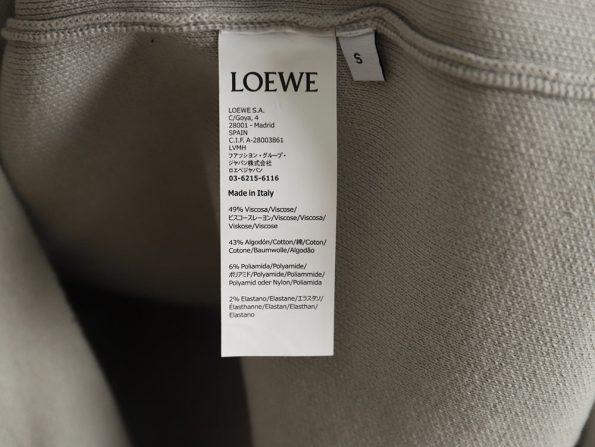 LOEWE
S
LOEWE S.A.
C/Goya, 4
28001 - Madrid
SPAIN
C.I.F. A-28003861
LVMH
フアッション・グループ・
ジャパン株式会社
ロエベジャパン
03-6215-6116
Made in Italy
49% Viscosa/Viscose/
ビスコースレーヨン/Viscose/Viscosa/
Viskose/Viscose
43% Algodón/Cotton/綿/Coton/
Cotone/Baumwolle/Algodão
6% Poliamida/Polyamide/
ポリアミド/Polyamide/Poliammide/
Polyamid oder Nylon/Poliamida
2% Elastano/Elastane/エラスタン/
Élasthanne/Elastan/Elasthan/
Elastano